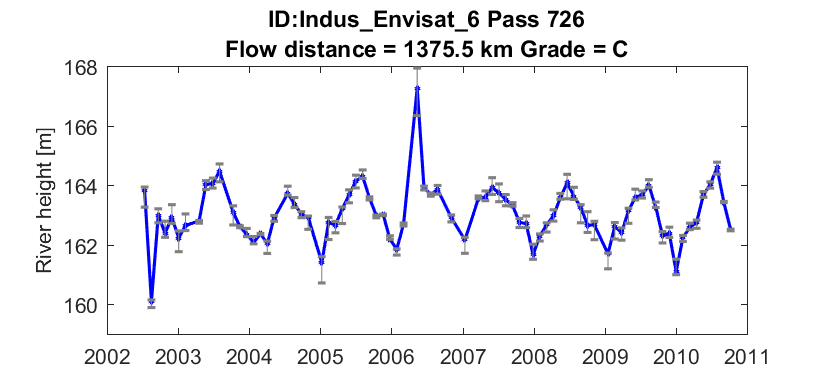 ID:Indus_Envisat_6 Pass 726
Flow distance = 1375.5 km Grade = C
River height [m]
168
166
164
162
160
2002 2003 2004 2005 2006 2007 2008 2009 2010 2011